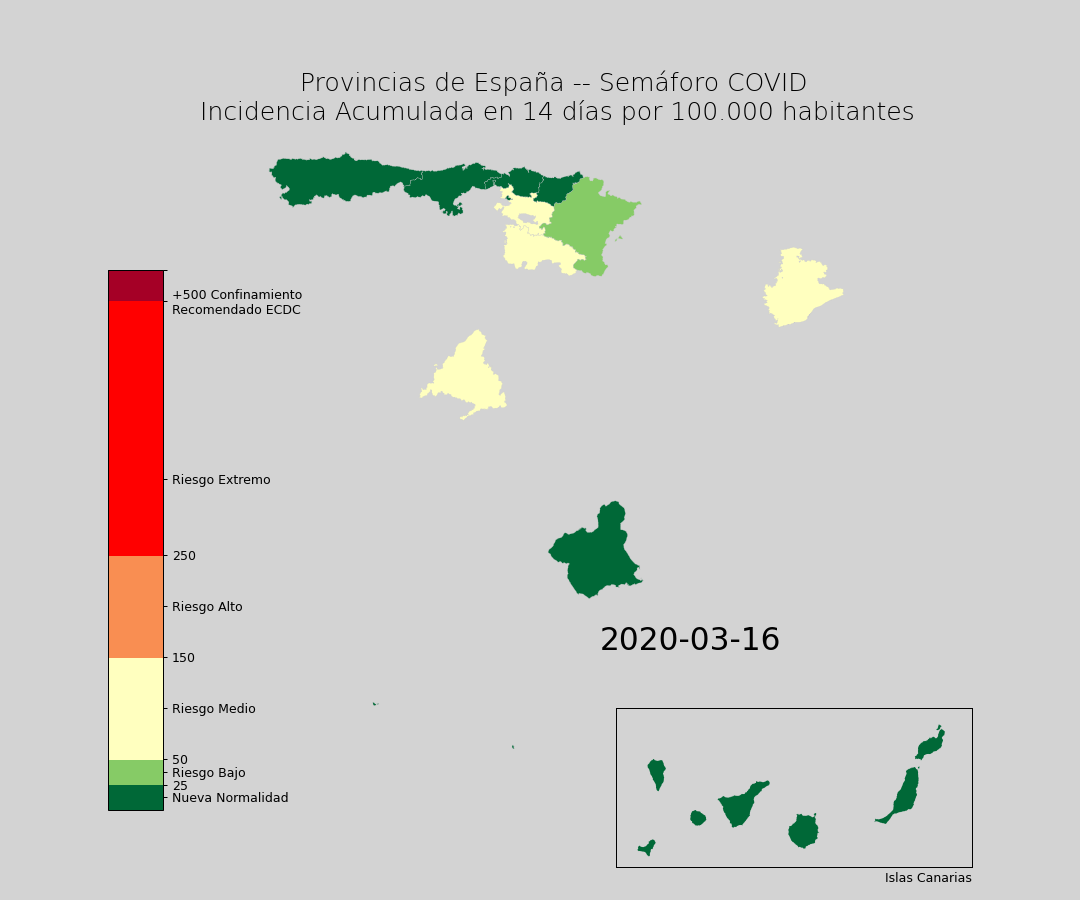 Provincias de España -- Semáforo COVID
Incidencia Acumulada en 14 días por 100.000 habitantes
+500 Confinamiento
Recomendado ECDC
Riesgo Extremo
250
Riesgo Alto
150
Riesgo Medio
50
Riesgo Bajo
25
Nueva Normalidad
2020-03-16
Islas Canarias